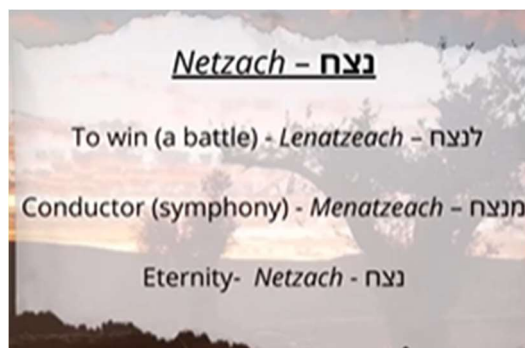 Netzach – נצח
To win (a battle) - Lenatzeach – לנצח
Conductor (symphony) - Menatzeach – מנצח
Eternity- Netzach - נצח